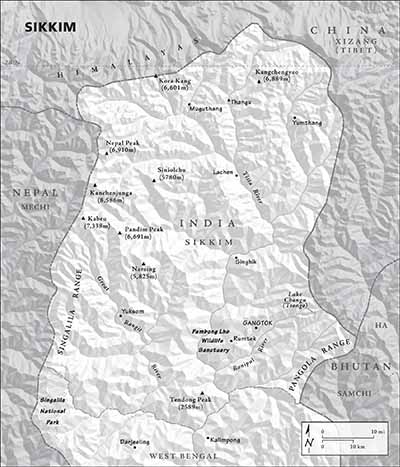 SIKKIM
CHINA
XIZANG
(TIBET)
HIMALAYAS
Kora Kang
(6,601m)
Kangchengyao
(6,889m)
Muguthang
Thangu
Yumthang
Nepal Peak
(6,910m)
Siniolchu
(5780m)
Lachen
Tista River
NEPAL
MECHI
Kanchenjunga
(8,586m)
Kabru
(7,338m)
Pandim Peak
(6,691m)
INDIA
SIKKIM
Narsing
(5,825m)
Singhik
Great
Rangit
River
Lake
Changu
(Tsomgo)
SINGALILA RANGE
Yuksom
Fambong Lho
Wildlife
Sanctuary
GANGTOK
Rumtek
Ranipul River
HA
PANGOLA RANGE
BHUTAN
SAMCHI
Singalila
National
Park
Tendong Peak
(2589m)
Darjeeling
Kalimpong
WEST BENGAL
N
0 10 mi
0 10 km